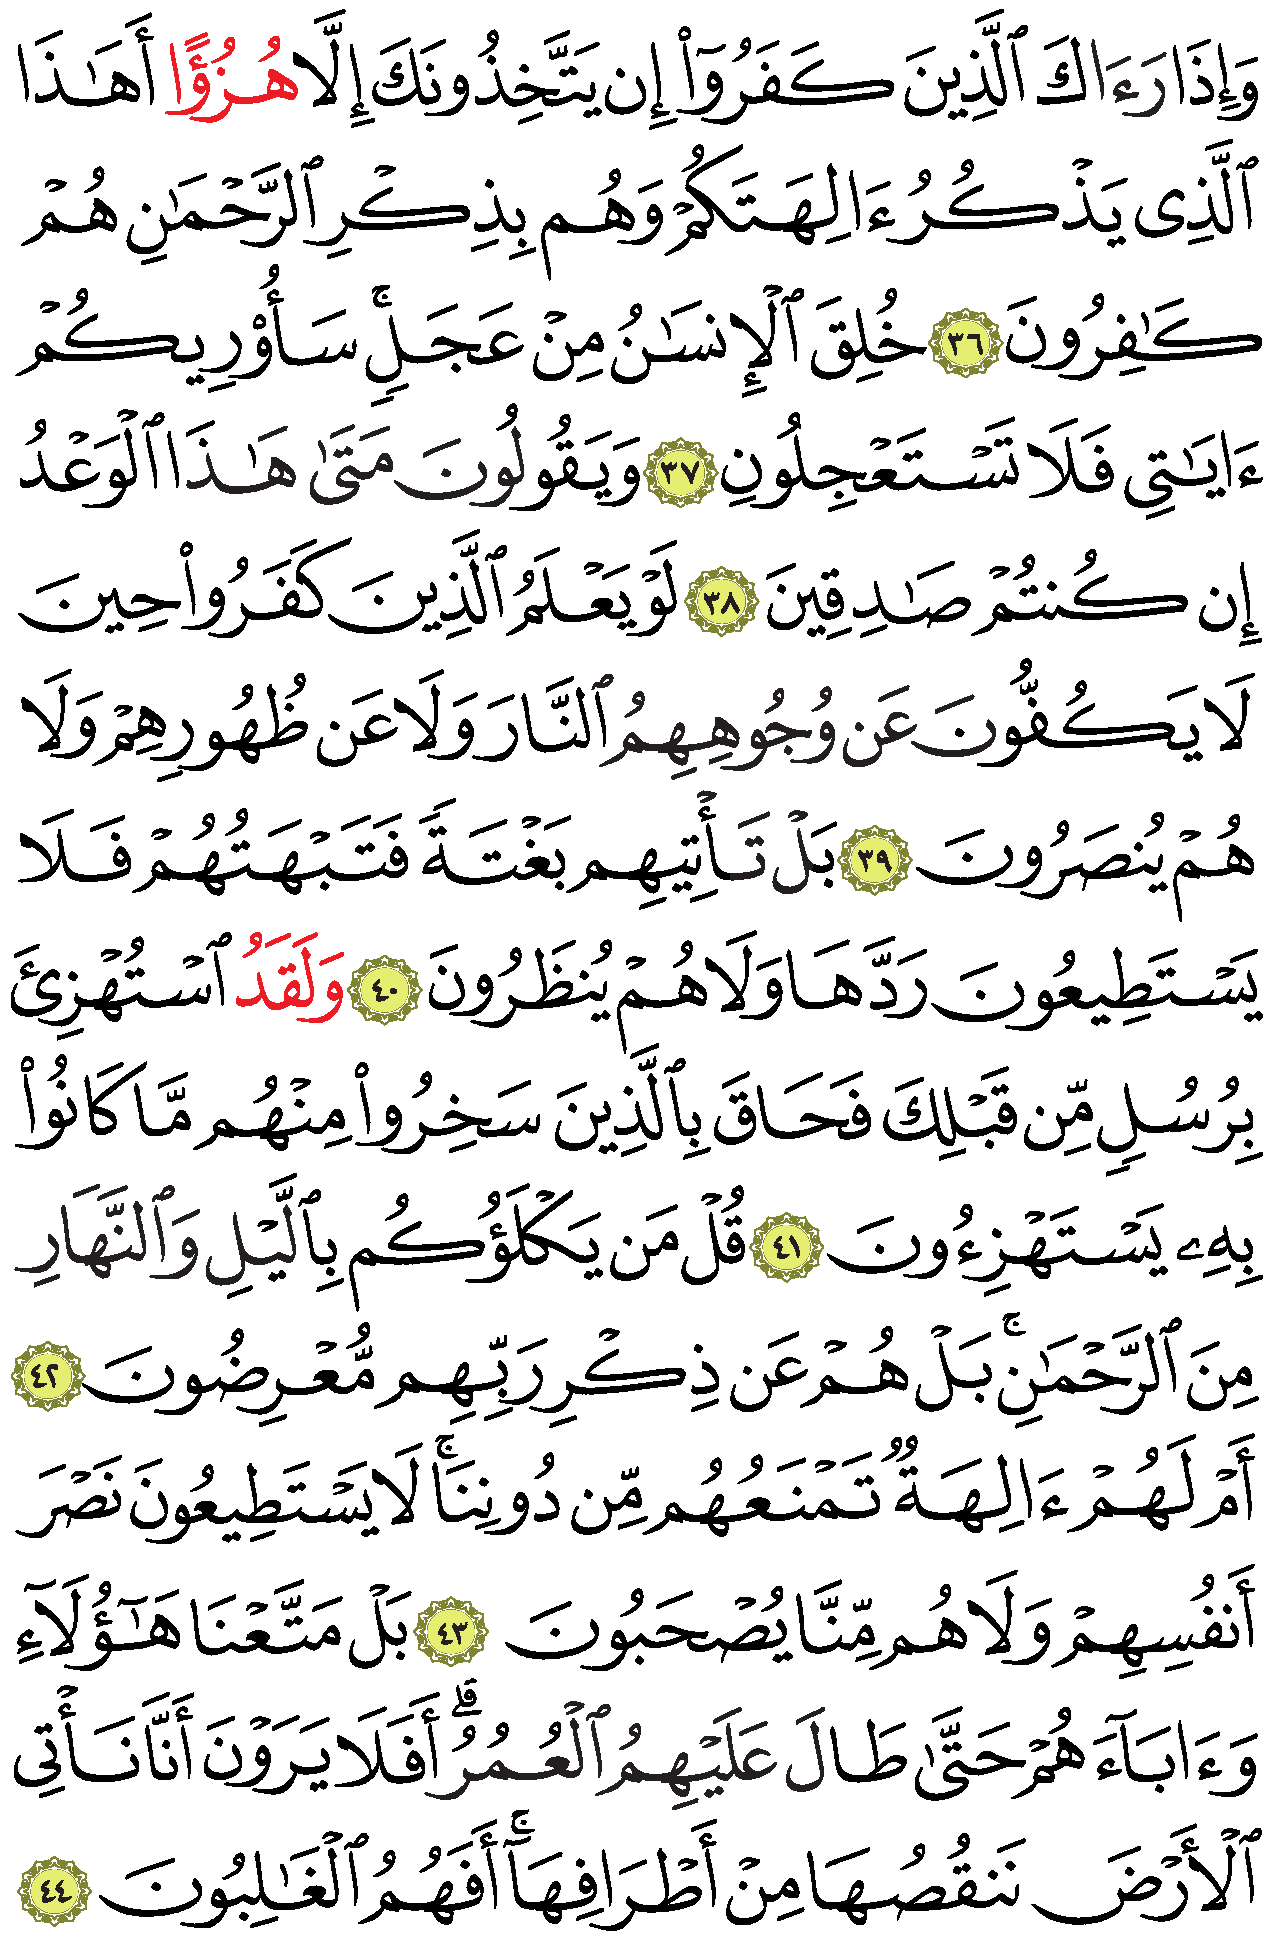 وَإِذَا رَءَاكَ ٱلَّذِينَ كَفَرُوٓا۟ إِن يَتَّخِذُونَكَ إِلَّا هُزُؤًا أَهَـٰذَا
ٱلَّذِى يَذْكُرُ ءَالِهَتَكُمْ وَهُم بِذِكْرِ ٱلرَّحْمَـٰنِ هُمْ
كَـٰفِرُونَ ٣٦ خُلِقَ ٱلْإِنسَـٰنُ مِنْ عَجَلٍۚ سَأُو۟رِيكُمْ
ءَايَـٰتِى فَلَا تَسْتَعْجِلُونِ ٣٧ وَيَقُولُونَ مَتَىٰ هَـٰذَا ٱلْوَعْدُ
إِن كُنتُمْ صَـٰدِقِينَ ٣٨ لَوْ يَعْلَمُ ٱلَّذِينَ كَفَرُوا۟ حِينَ
لَا يَكُفُّونَ عَن وُجُوهِهِمُ ٱلنَّارَ وَلَا عَن ظُهُورِهِمْ وَلَا
هُمْ يُنصَرُونَ ٣٩ بَلْ تَأْتِيهِم بَغْتَةً فَتَبْهَتُهُمْ فَلَا
يَسْتَطِيعُونَ رَدَّهَا وَلَا هُمْ يُنظَرُونَ ٤٠ وَلَقَدُ ٱسْتُهْزِئَ
بِرُسُلٍ مِّن قَبْلِكَ فَحَاقَ بِٱلَّذِينَ سَخِرُوا۟ مِنْهُم مَّا كَانُوا۟
بِهِۦ يَسْتَهْزِءُونَ ٤١ قُلْ مَن يَكْلَؤُكُم بِٱلَّيْلِ وَٱلنَّهَارِ
مِنَ ٱلرَّحْمَـٰنِۚ بَلْ هُمْ عَن ذِكْرِ رَبِّهِم مُّعْرِضُونَ ٤٢
أَمْ لَهُمْ ءَالِهَةٌ تَمْنَعُهُم مِّن دُونِنَاۚ لَا يَسْتَطِيعُونَ نَصْرَ
أَنفُسِهِمْ وَلَا هُم مِّنَّا يُصْحَبُونَ ٤٣ بَلْ مَتَّعْنَا هَـٰٓؤُلَآءِ
وَءَابَآءَهُمْ حَتَّىٰ طَالَ عَلَيْهِمُ ٱلْعُمُرُۗ أَفَلَا يَرَوْنَ أَنَّا نَأْتِى
ٱلْأَرْضَ نَنقُصُهَا مِنْ أَطْرَافِهَآۚ أَفَهُمُ ٱلْغَـٰلِبُونَ ٤٤